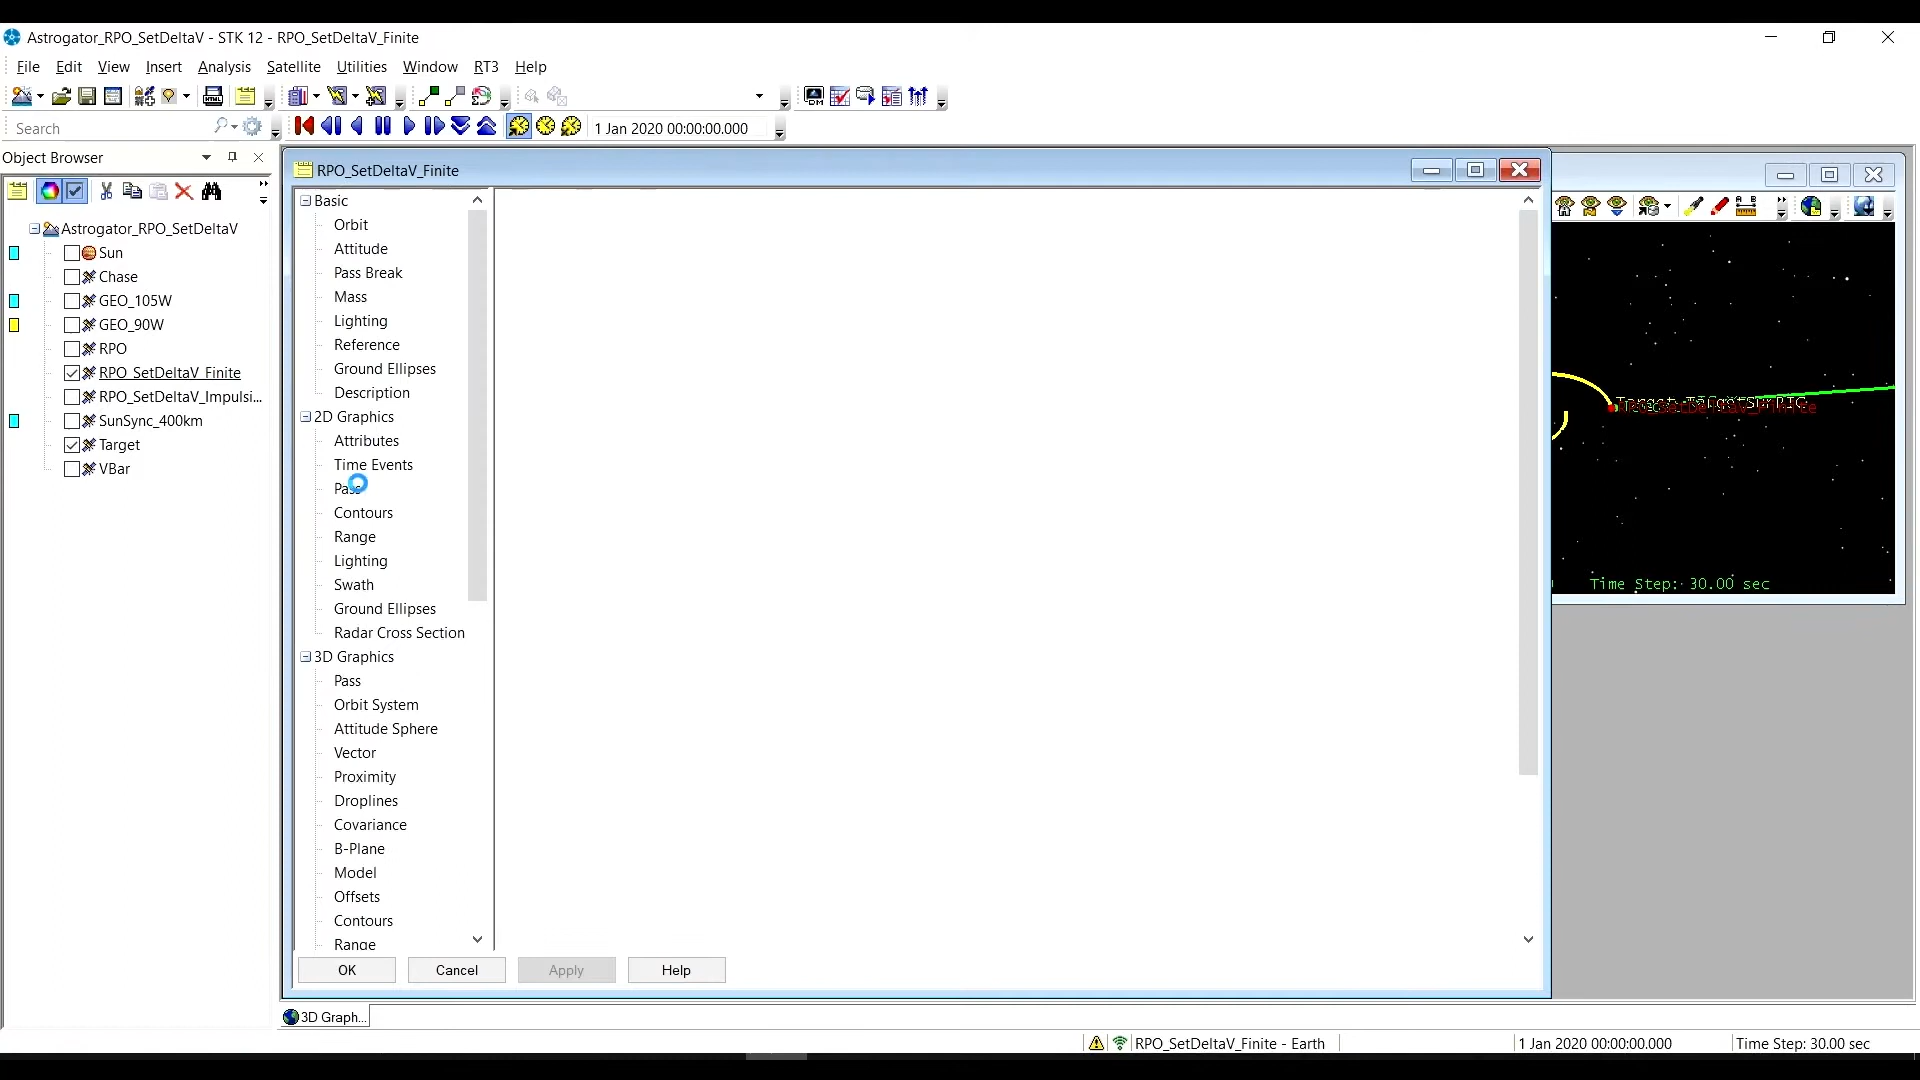 Astrogator_RPO_SetDeltaV - STK 12 - RPO_SetDeltaV_Finite
File Edit View Insert Analysis Satellite Utilities Window RT3 Help
Search
1 Jan 2020 00:00:00.000
Object Browser
Astrogator_RPO_SetDeltaV
Sun
Chase
GEO_105W
GEO_90W
RPO
RPO_SetDeltaV_Finite
RPO_SetDeltaV_Impulsi...
SunSync_400km
Target
VBar
RPO_SetDeltaV_Finite
Basic
Orbit
Attitude
Pass Break
Mass
Lighting
Reference
Ground Ellipses
Description
2D Graphics
Attributes
Time Events
Pass
Contours
Range
Lighting
Swath
Ground Ellipses
Radar Cross Section
3D Graphics
Pass
Orbit System
Attitude Sphere
Vector
Proximity
Droplines
Covariance
B-Plane
Model
Offsets
Contours
Range
OK Cancel Apply Help
Time Step: 30.00 sec
3D Graph...
RPO_SetDeltaV_Finite - Earth
1 Jan 2020 00:00:00.000
Time Step: 30.00 sec